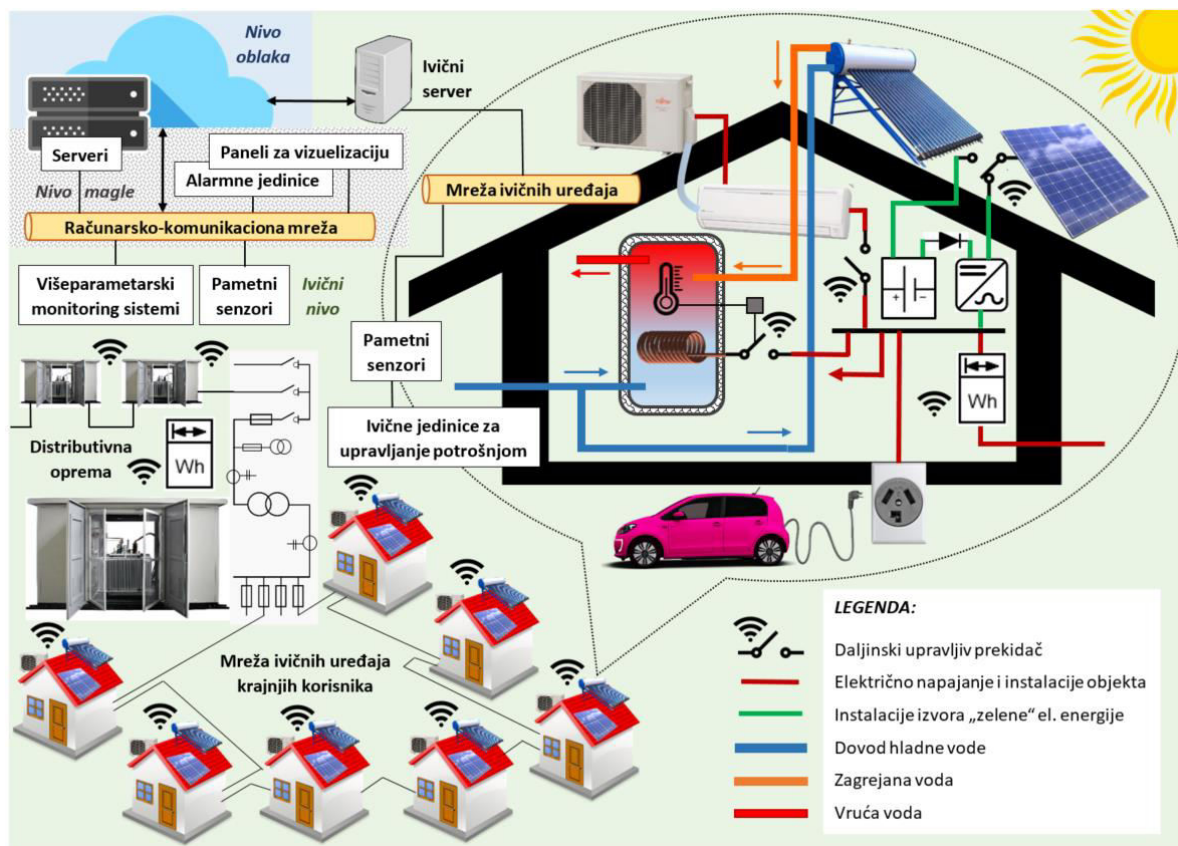 Nivo
oblaka
Ivični
server
Serveri
Paneli za vizuelizaciju
Alarmne jedinice
Nivo magle
Mreža ivičnih uređaja
Računarsko-komunikaciona mreža
Višeparametarski
monitoring sistemi
Pametni
senzori
Ivični
nivo
Pametni
senzori
Ivične jedinice za
upravljanje potrošnjom
Distributivna
oprema
Wh
Wh
Mreža ivičnih uređaja
krajnjih korisnika
LEGENDA:
Daljinski upravljiv prekidač
Električno napajanje i instalacije objekta
Instalacije izvora „zelene“ el. energije
Dovod hladne vode
Zagrejana voda
Vruća voda